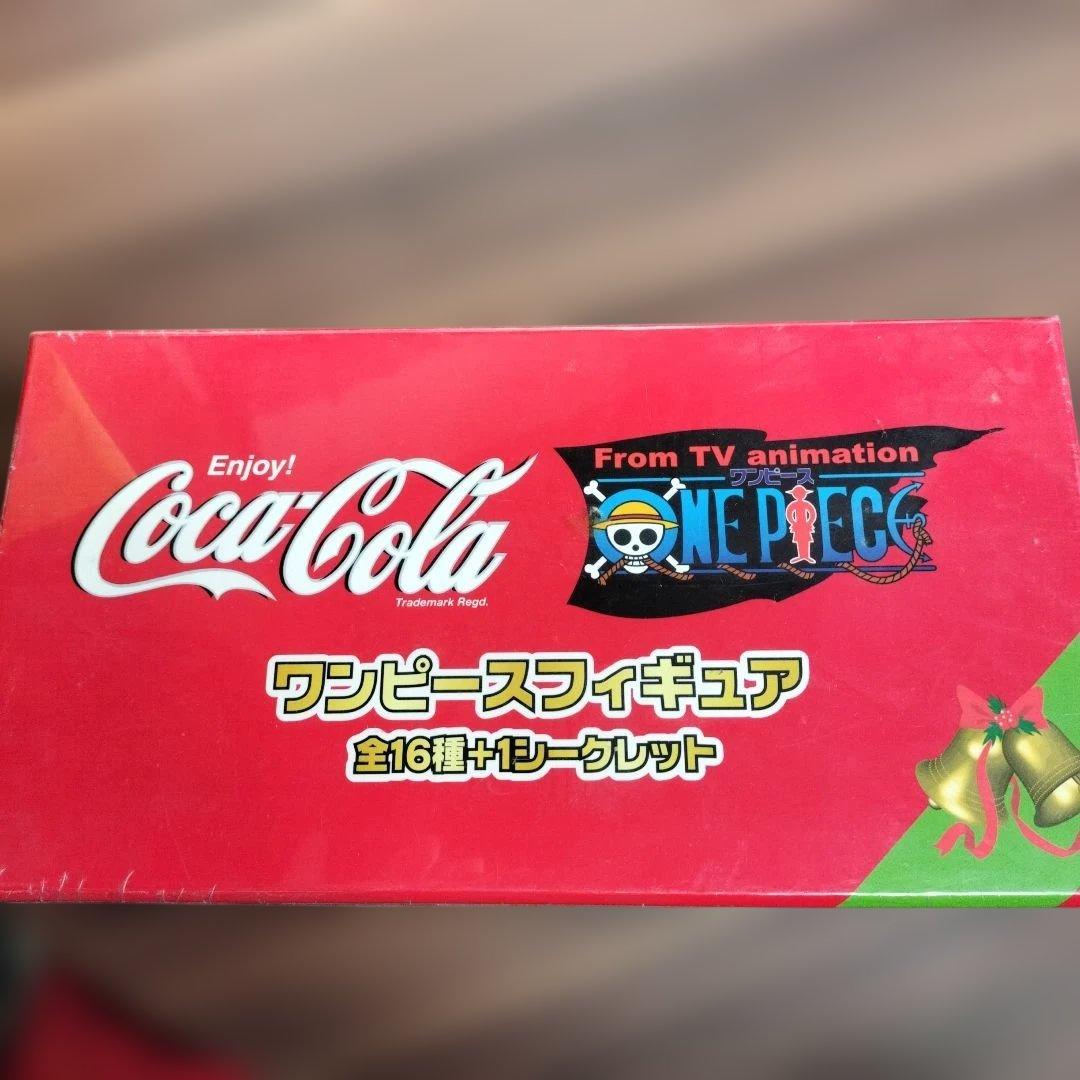 Enjoy!
Coca-Cola
Trademark Regd.
From TV animation
ワンピース
ONE PIECE
ワンピースフィギュア
全16種+1シークレット